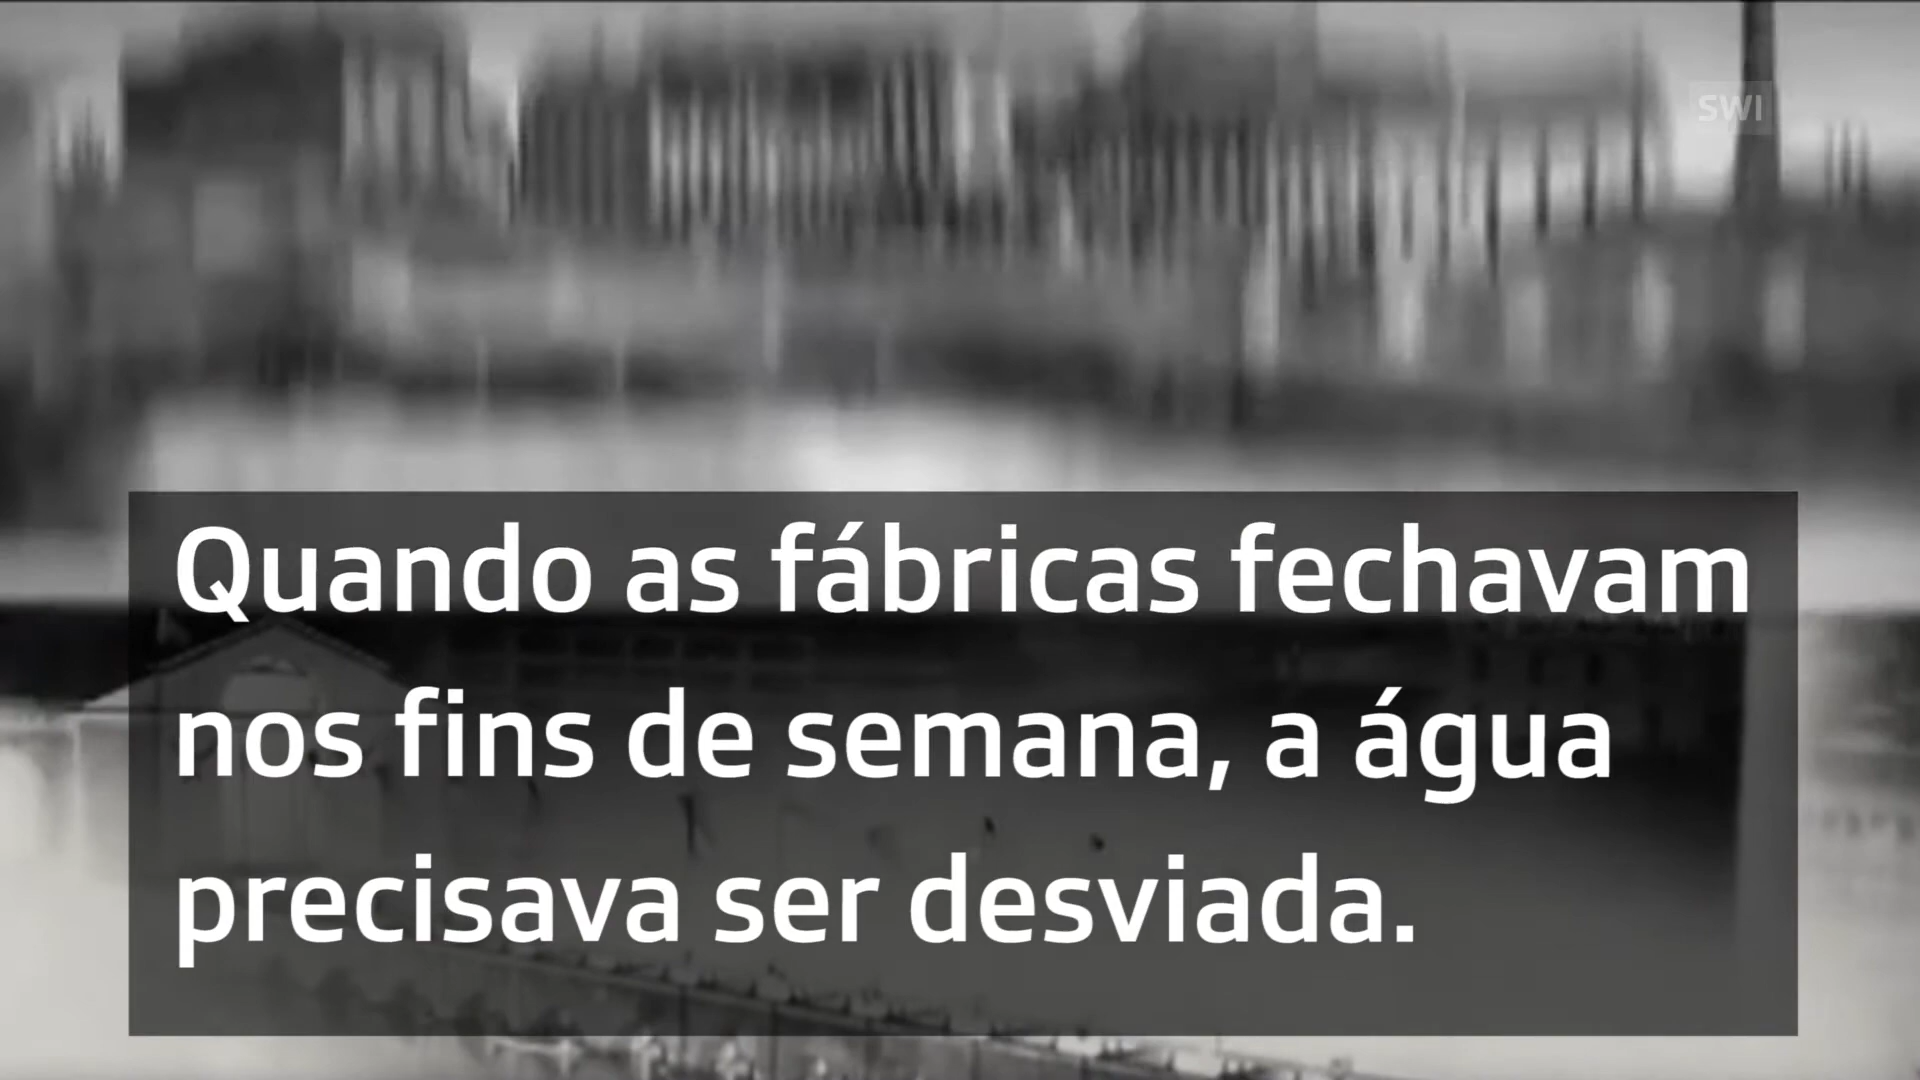 SWI
Quando as fábricas fechavam
nos fins de semana, a água
precisava ser desviada.